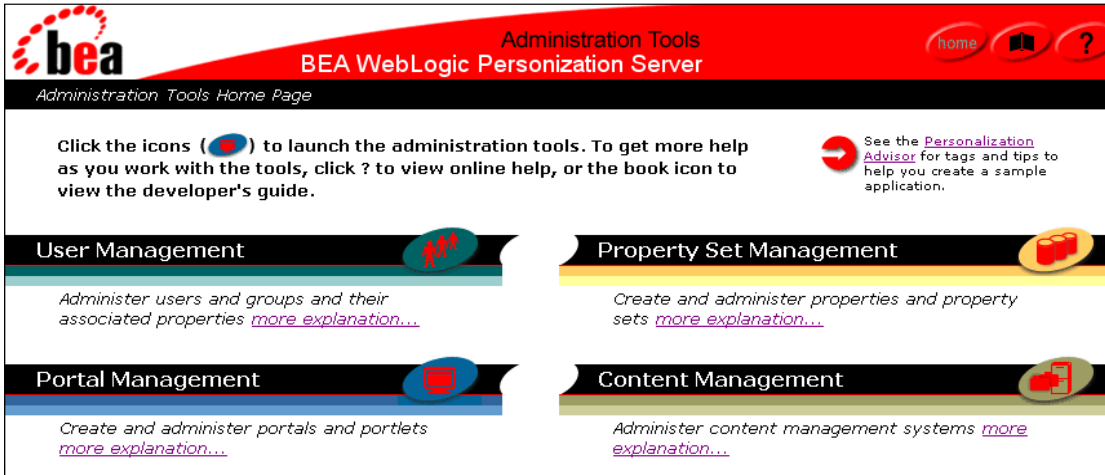 bea
Administration Tools
BEA WebLogic Personization Server
home
?
Administration Tools Home Page
Click the icons ( ) to launch the administration tools. To get more help
as you work with the tools, click ? to view online help, or the book icon to
view the developer's guide.
See the Personalization
Advisor for tags and tips to
help you create a sample
application.
User Management
Administer users and groups and their
associated properties more explanation...
Property Set Management
Create and administer properties and property
sets more explanation...
Portal Management
Create and administer portals and portlets
more explanation...
Content Management
Administer content management systems more
explanation...